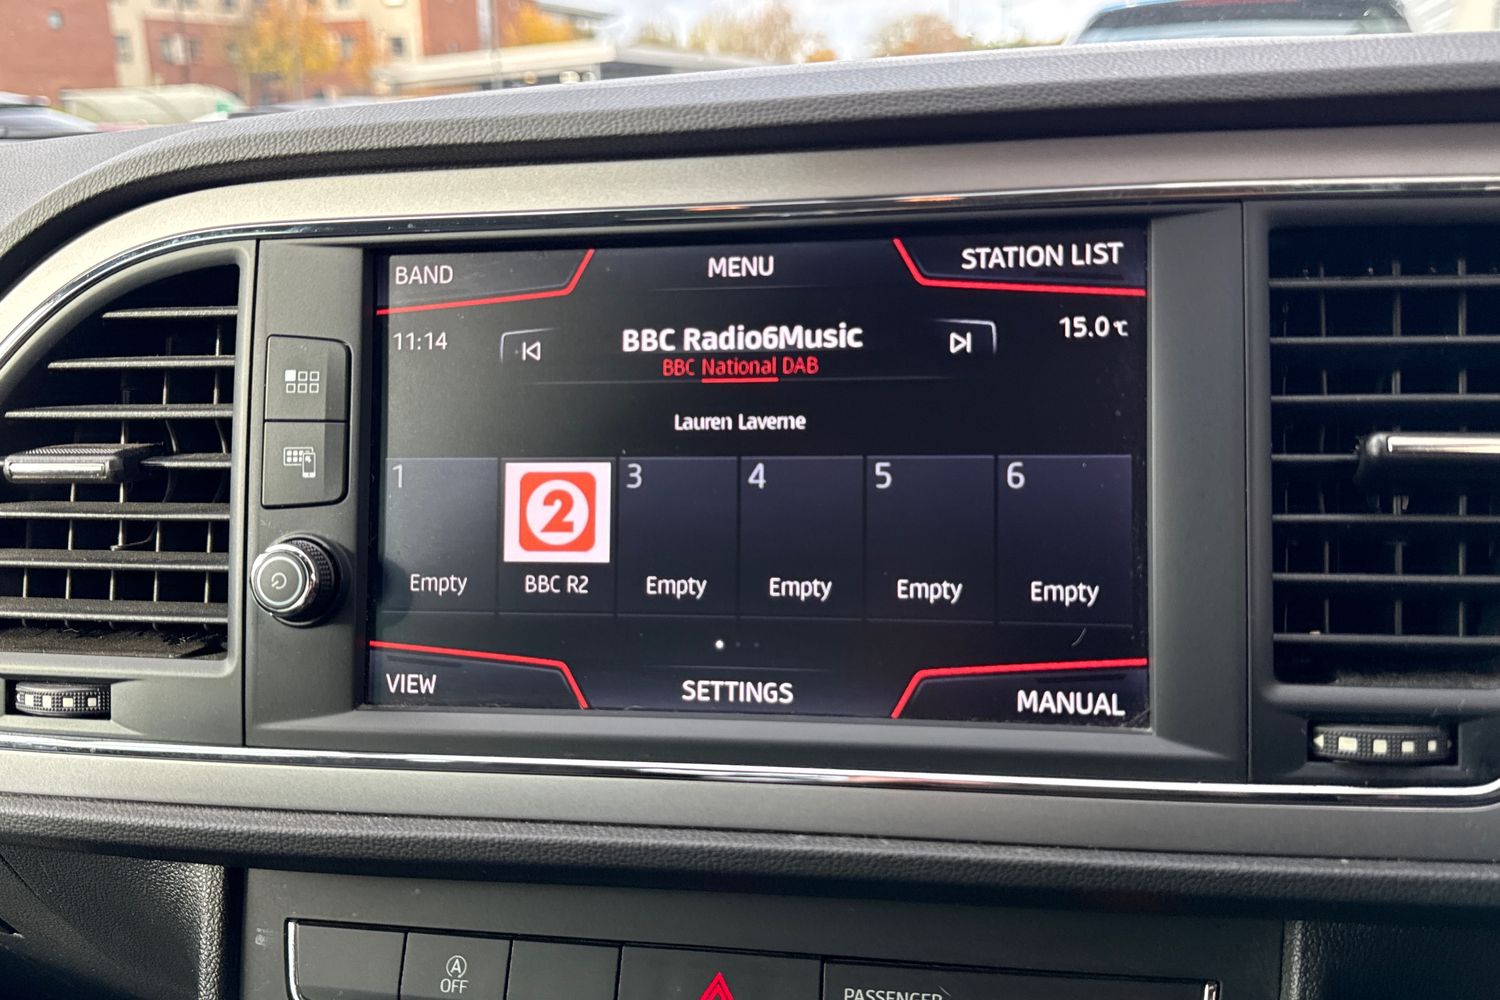 BAND
MENU
STATION LIST
11:14
BBC Radio6Music
15.0°C
BBC National DAB
Lauren Laverne
1
2
3
4
5
6
Empty
BBC R2
Empty
Empty
Empty
Empty
VIEW
SETTINGS
MANUAL
A
OFF
PASSENGER